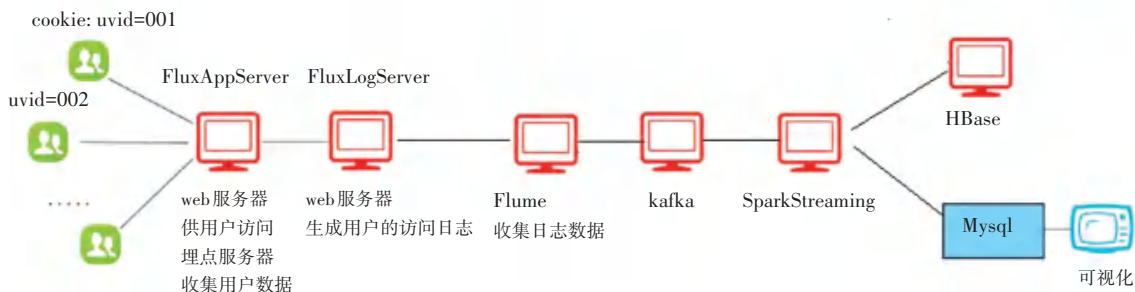 cookie: uvid=001
FluxAppServer
FluxLogServer
uvid=002
HBase
web服务器
供用户访问
埋点服务器
收集用户数据
web服务器
生成用户的访问日志
Flume
收集日志数据
kafka
SparkStreaming
Mysql
可视化
.....